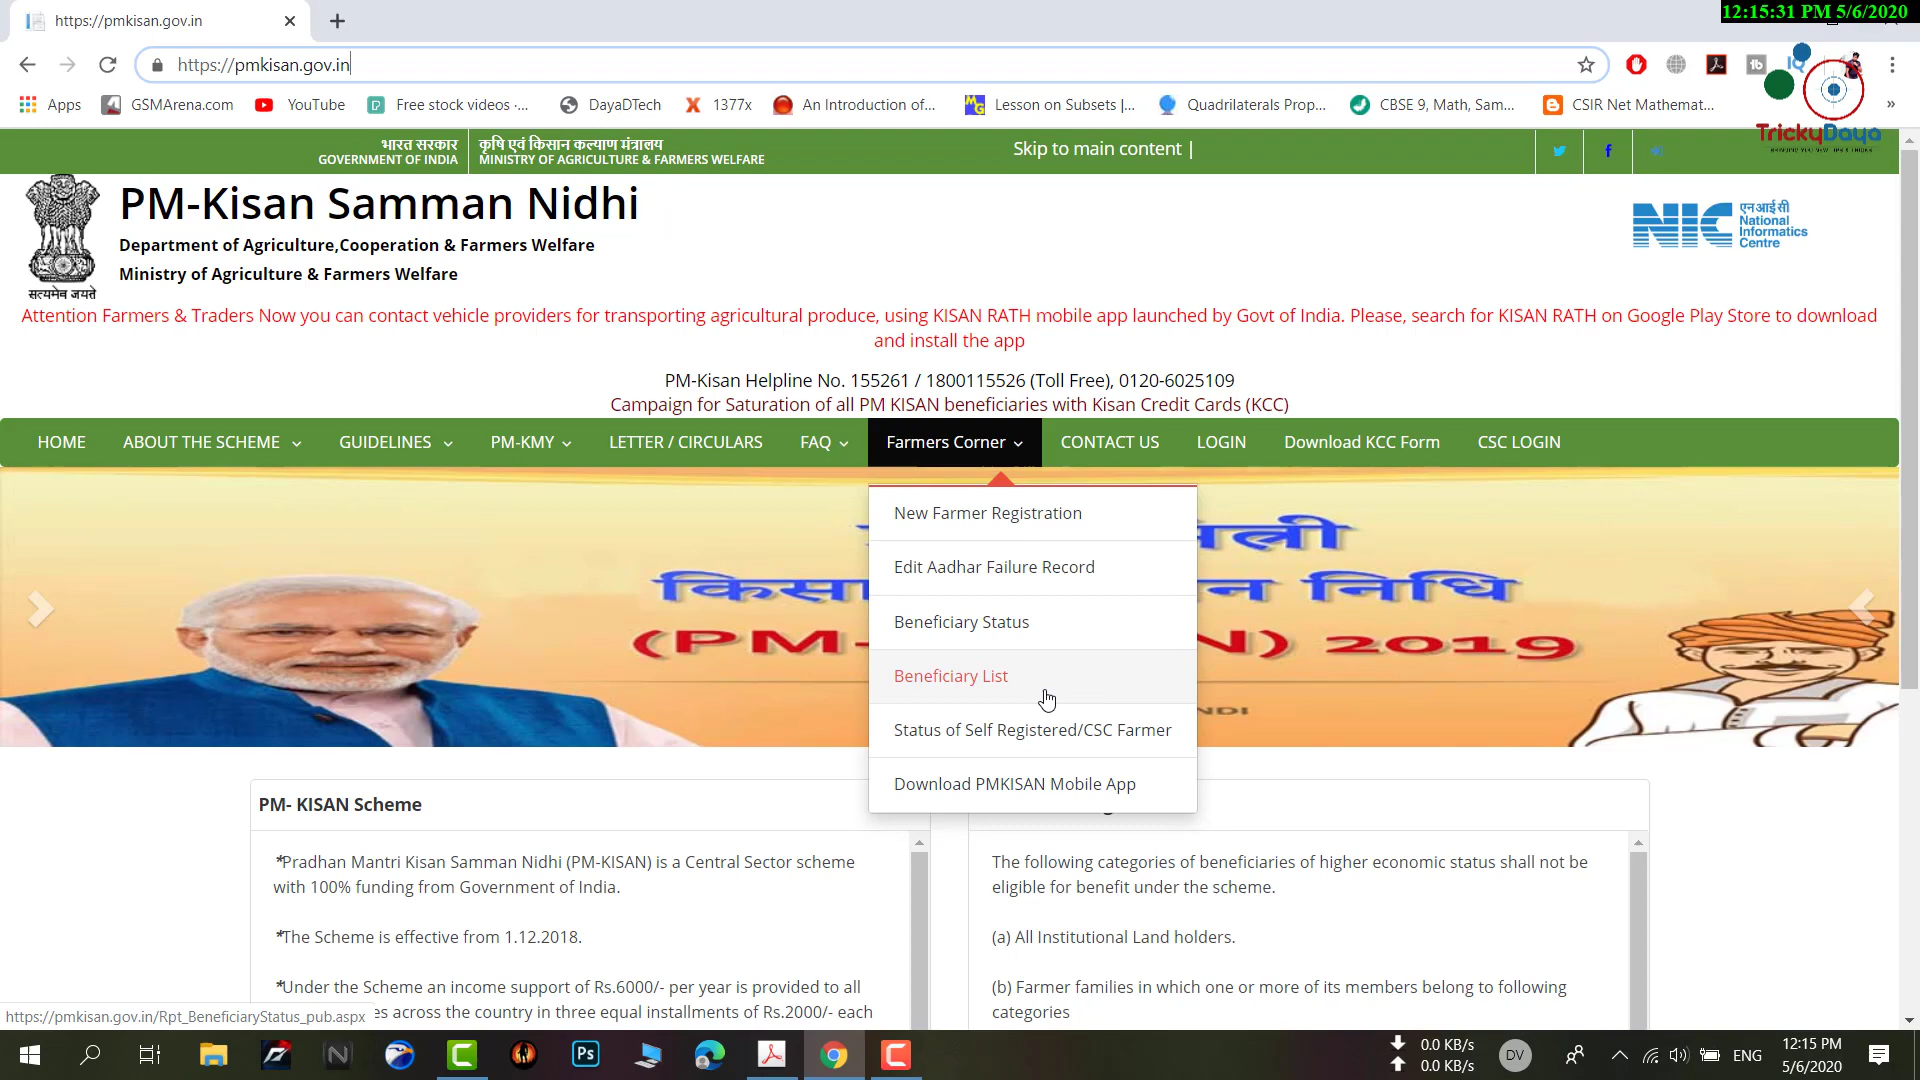 https://pmkisan.gov.in
12:15:31 PM 5/6/2020
https://pmkisan.gov.in
Apps
GSMArena.com
YouTube
Free stock videos -...
DayaDTech
1377x
An Introduction of...
Lesson on Subsets |...
Quadrilaterals Prop...
CBSE 9, Math, Sam...
CSIR Net Mathemat...
»
TrickyDaya
भारत सरकार
GOVERNMENT OF INDIA
कृषि एवं किसान कल्याण मंत्रालय
MINISTRY OF AGRICULTURE & FARMERS WELFARE
Skip to main content |
PM-Kisan Samman Nidhi
Department of Agriculture,Cooperation & Farmers Welfare
Ministry of Agriculture & Farmers Welfare
सत्यमेव जयते
NIC
एन आई सी
National
Informatics
Centre
Attention Farmers & Traders Now you can contact vehicle providers for transporting agricultural produce, using KISAN RATH mobile app launched by Govt of India. Please, search for KISAN RATH on Google Play Store to download
and install the app
PM-Kisan Helpline No. 155261 / 1800115526 (Toll Free), 0120-6025109
Campaign for Saturation of all PM KISAN beneficiaries with Kisan Credit Cards (KCC)
HOME
ABOUT THE SCHEME
GUIDELINES
PM-KMY
LETTER / CIRCULARS
FAQ
Farmers Corner
CONTACT US
LOGIN
Download KCC Form
CSC LOGIN
New Farmer Registration
Edit Aadhar Failure Record
Beneficiary Status
Beneficiary List
Status of Self Registered/CSC Farmer
Download PMKISAN Mobile App
निधि
(PM-
N) 2019
NDI
PM- KISAN Scheme
*Pradhan Mantri Kisan Samman Nidhi (PM-KISAN) is a Central Sector scheme
with 100% funding from Government of India.
*The Scheme is effective from 1.12.2018.
*Under the Scheme an income support of Rs.6000/- per year is provided to all
es across the country in three equal installments of Rs.2000/- each
The following categories of beneficiaries of higher economic status shall not be
eligible for benefit under the scheme.
(a) All Institutional Land holders.
(b) Farmer families in which one or more of its members belong to following
categories
https://pmkisan.gov.in/Rpt_BeneficiaryStatus_pub.aspx
Ps
0.0 KB/s
0.0 KB/s
DV
ENG
12:15 PM
5/6/2020